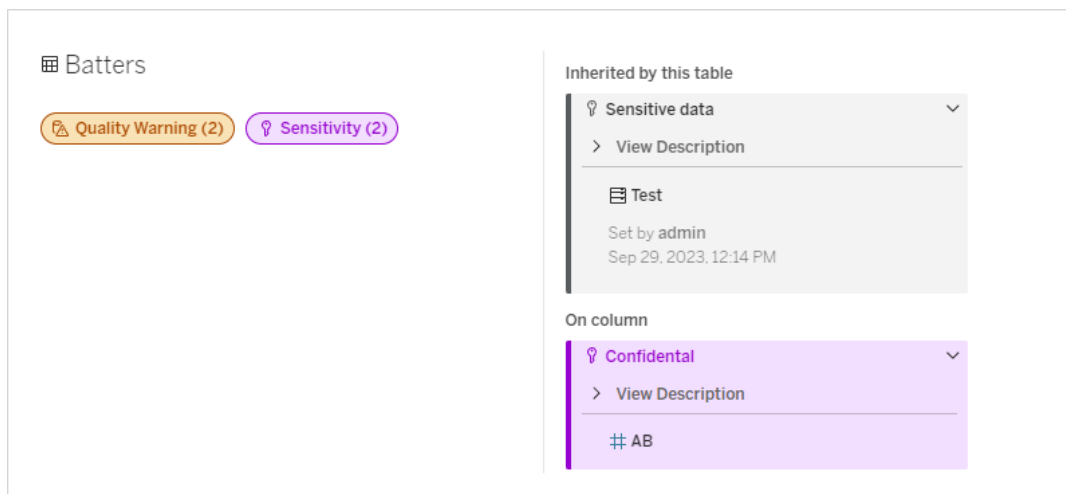 Batters
Quality Warning (2)
Sensitivity (2)
Inherited by this table
Sensitive data
View Description
Test
Set by admin
Sep 29, 2023, 12:14 PM
On column
Confidental
View Description
AB